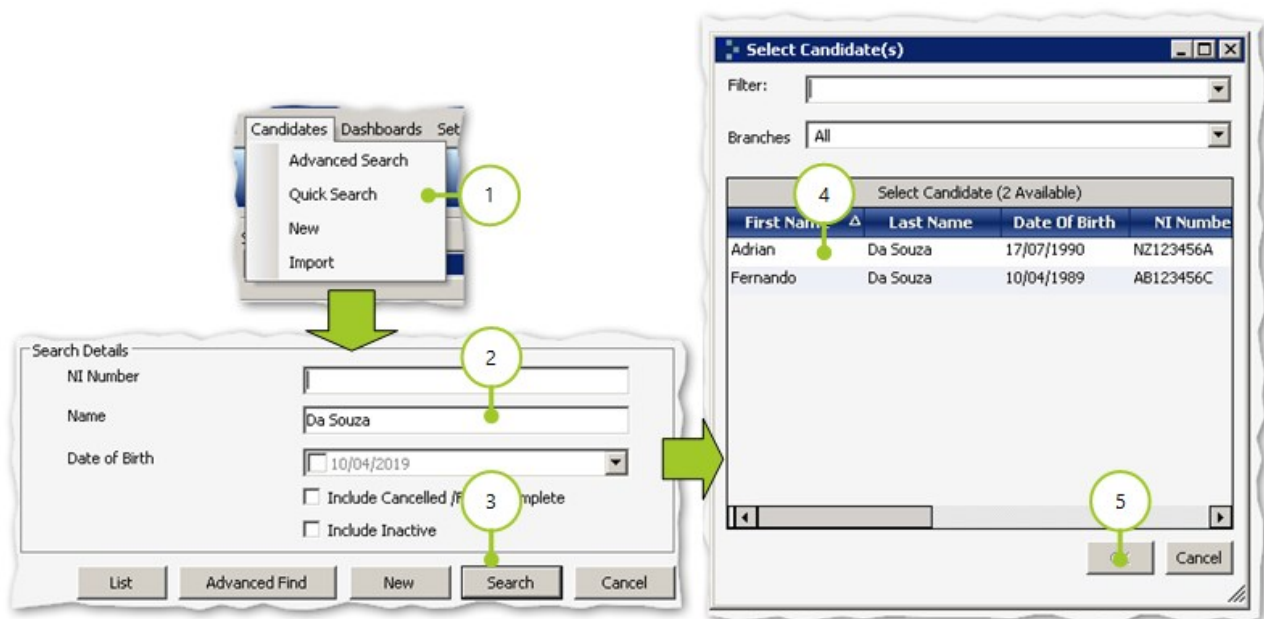 Candidates Dashboards Set
Advanced Search
Quick Search
New
Import
1
Search Details
NI Number
2
Name
Da Souza
Date of Birth
10/04/2019
Include Cancelled /F mplete
3
Include Inactive
List Advanced Find New Search Cancel
Select Candidate(s)
Filter:
Branches All
4
Select Candidate (2 Available)
First Name Last Name Date Of Birth NI Numbe
Adrian Da Souza 17/07/1990 NZ123456A
Fernando Da Souza 10/04/1989 AB123456C
5
Cancel